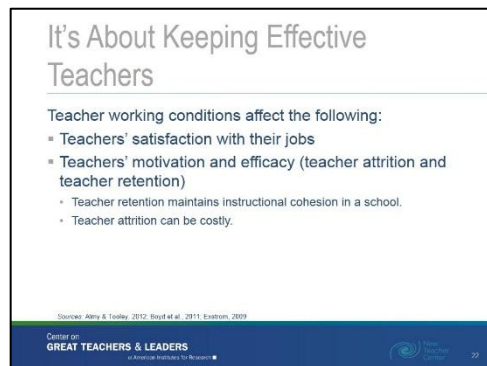 It's About Keeping Effective
Teachers
Teacher working conditions affect the following:
▪ Teachers' satisfaction with their jobs
▪ Teachers' motivation and efficacy (teacher attrition and
teacher retention)
• Teacher retention maintains instructional cohesion in a school.
• Teacher attrition can be costly.
Sources: Almy & Tooley, 2012; Boyd et al., 2011; Exstrom, 2009
Center on
GREAT TEACHERS & LEADERS
at American Institutes for Research
New
Teacher
Center
22